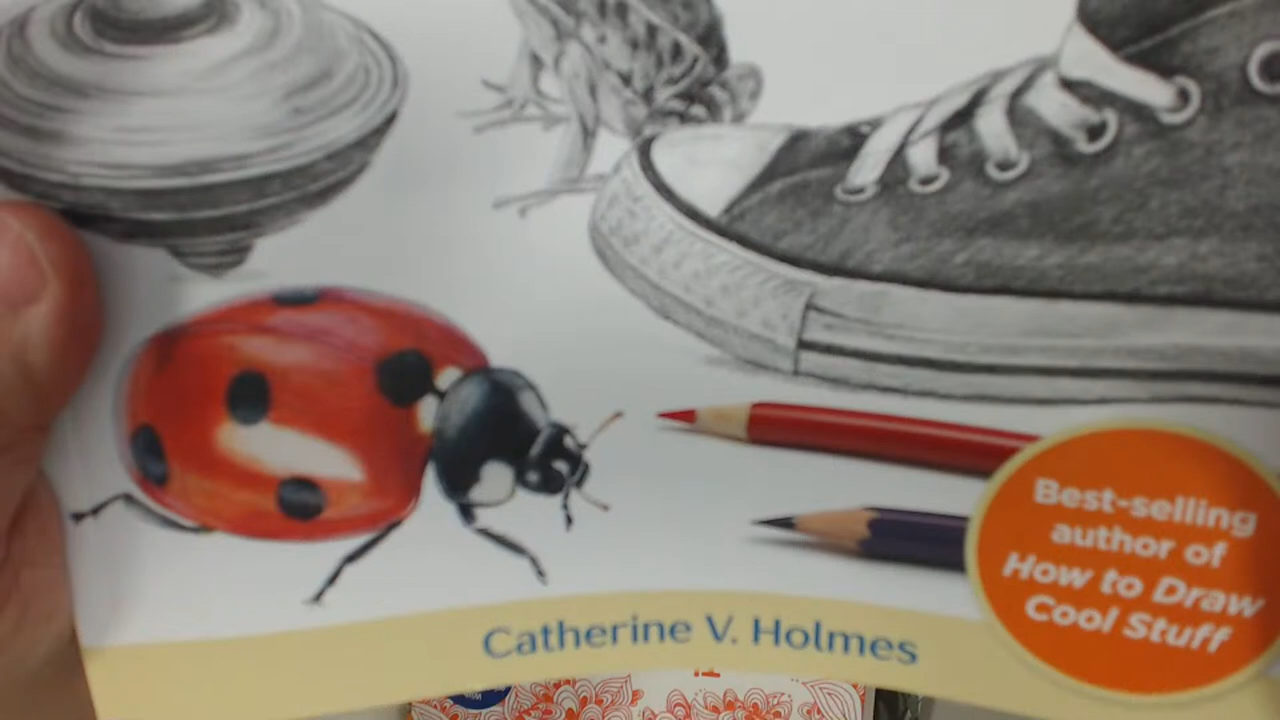 Best-selling
author of
How to Draw
Cool Stuff
Catherine V. Holmes